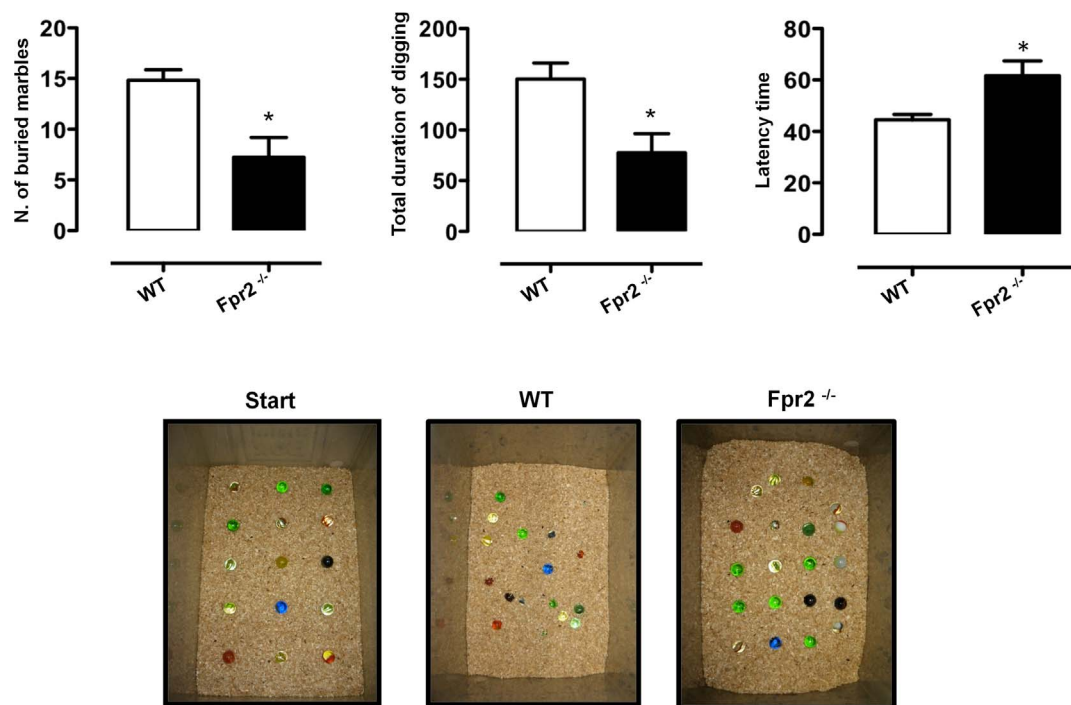 N. of buried marbles
20
15
10
5
0
WT
Fpr2 -/-
*
Total duration of digging
200
150
100
50
0
WT
Fpr2 -/-
*
Latency time
80
60
40
20
0
WT
Fpr2 -/-
*
Start
WT
Fpr2 -/-